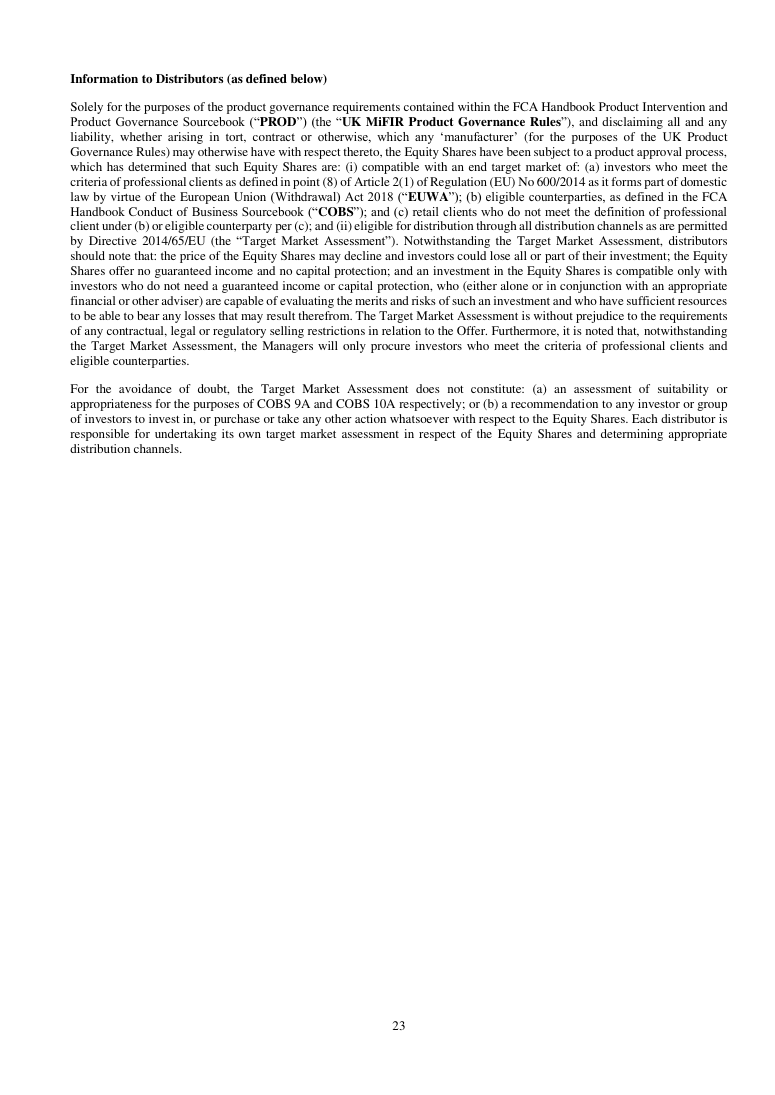 Information to Distributors (as defined below)
Solely for the purposes of the product governance requirements contained within the FCA Handbook Product Intervention and
Product Governance Sourcebook (“PROD”) (the “UK MiFIR Product Governance Rules”), and disclaiming all and any
liability, whether arising in tort, contract or otherwise, which any ‘manufacturer’ (for the purposes of the UK Product
Governance Rules) may otherwise have with respect thereto, the Equity Shares have been subject to a product approval process,
which has determined that such Equity Shares are: (i) compatible with an end target market of: (a) investors who meet the
criteria of professional clients as defined in point (8) of Article 2(1) of Regulation (EU) No 600/2014 as it forms part of domestic
law by virtue of the European Union (Withdrawal) Act 2018 (“EUWA”); (b) eligible counterparties, as defined in the FCA
Handbook Conduct of Business Sourcebook (“COBS”); and (c) retail clients who do not meet the definition of professional
client under (b) or eligible counterparty per (c); and (ii) eligible for distribution through all distribution channels as are permitted
by Directive 2014/65/EU (the “Target Market Assessment”). Notwithstanding the Target Market Assessment, distributors
should note that: the price of the Equity Shares may decline and investors could lose all or part of their investment; the Equity
Shares offer no guaranteed income and no capital protection; and an investment in the Equity Shares is compatible only with
investors who do not need a guaranteed income or capital protection, who (either alone or in conjunction with an appropriate
financial or other adviser) are capable of evaluating the merits and risks of such an investment and who have sufficient resources
to be able to bear any losses that may result therefrom. The Target Market Assessment is without prejudice to the requirements
of any contractual, legal or regulatory selling restrictions in relation to the Offer. Furthermore, it is noted that, notwithstanding
the Target Market Assessment, the Managers will only procure investors who meet the criteria of professional clients and
eligible counterparties.
For the avoidance of doubt, the Target Market Assessment does not constitute: (a) an assessment of suitability or
appropriateness for the purposes of COBS 9A and COBS 10A respectively; or (b) a recommendation to any investor or group
of investors to invest in, or purchase or take any other action whatsoever with respect to the Equity Shares. Each distributor is
responsible for undertaking its own target market assessment in respect of the Equity Shares and determining appropriate
distribution channels.
23